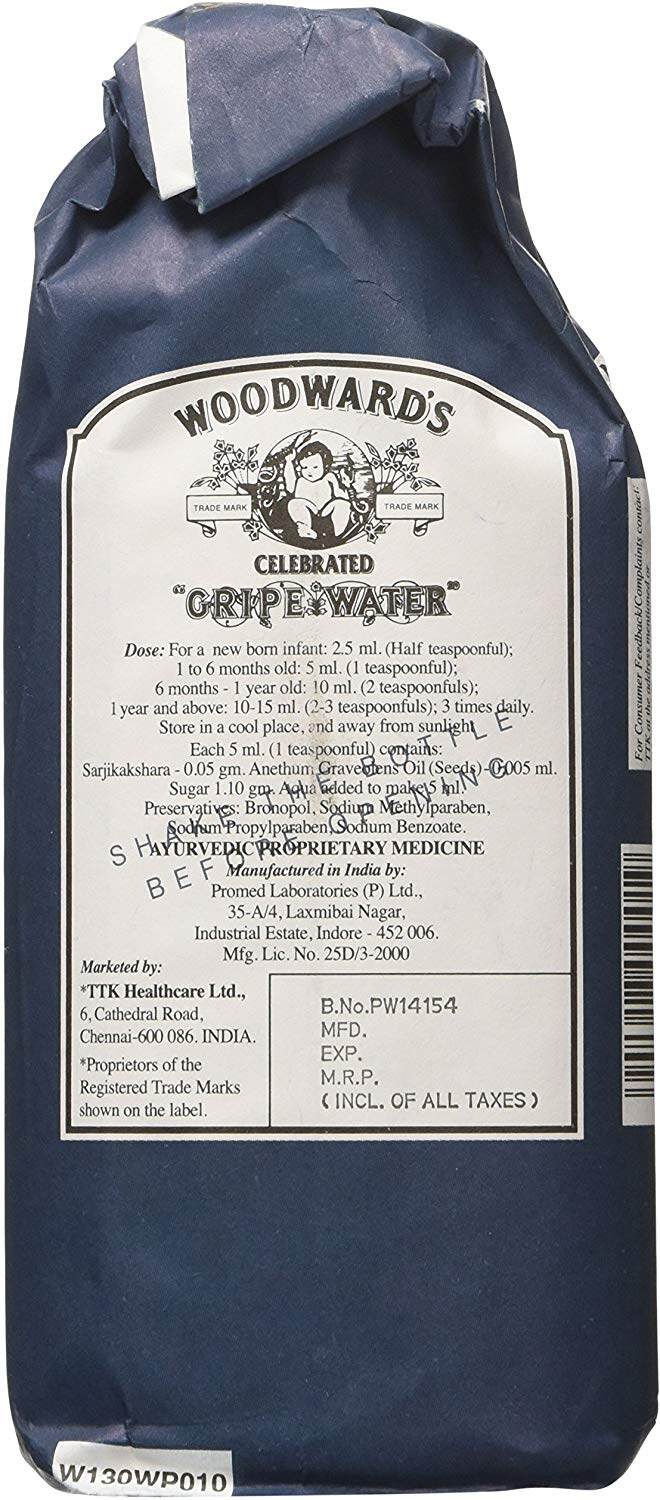 WOODWARD'S
TRADE MARK
TRADE MARK
CELEBRATED
"GRIPE WATER"
Dose: For a new born infant: 2.5 ml. (Half teaspoonful);
1 to 6 months old: 5 ml. (1 teaspoonful);
6 months - 1 year old: 10 ml. (2 teaspoonfuls);
1 year and above: 10-15 ml. (2-3 teaspoonfuls); 3 times daily.
Store in a cool place, and away from sunlight.
Each 5 ml. (1 teaspoonful) contains:
Sarjikakshara - 0.05 gm. Anethum Graveolens Oil (Seeds) - 0.005 ml.
Sugar 1.10 gm. Aqua added to make 5 ml.
Preservatives: Bronopol, Sodium Methylparaben,
Sodium Propylparaben, Sodium Benzoate.
SHAKE THE BOTTLE
BEFORE OPENING
AYURVEDIC PROPRIETARY MEDICINE
Manufactured in India by:
Promed Laboratories (P) Ltd.,
35-A/4, Laxmibai Nagar,
Industrial Estate, Indore - 452 006.
Mfg. Lic. No. 25D/3-2000
Marketed by:
*TTK Healthcare Ltd.,
6, Cathedral Road,
Chennai-600 086. INDIA.
*Proprietors of the
Registered Trade Marks
shown on the label.
B.No.PW14154
MFD.
EXP.
M.R.P.
(INCL. OF ALL TAXES)
For Consumer Feedback/Complaints contact:
TTK at the address mentioned or
W130WP010